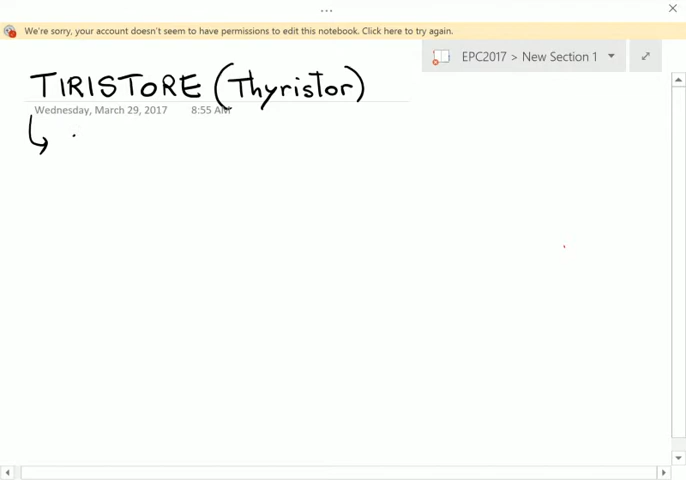 ...
We're sorry, your account doesn't seem to have permissions to edit this notebook. Click here to try again.
EPC2017 > New Section 1
TIRISTORE (Thyristor)
Wednesday, March 29, 2017 8:55 AM